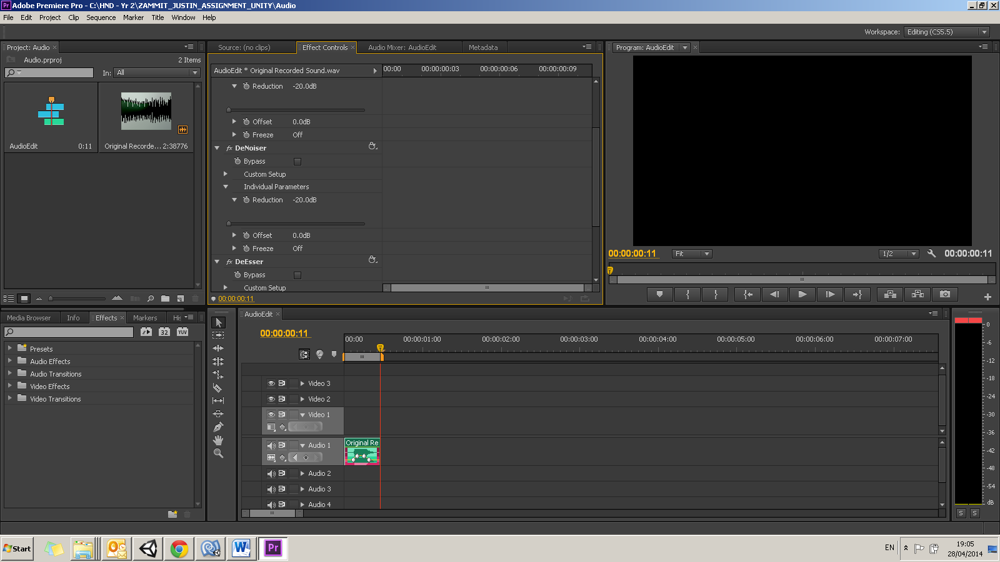 Adobe Premiere Pro - C:\HND - Yr 2\ZAMMIT_JUSTIN_ASSIGNMENT_UNITY\Audio
File Edit Project Clip Sequence Marker Title Window Help
Workspace: Editing (CS5.5)
Project: Audio
Audio.prproj 2 Items
In: All
AudioEdit 0:11
Original Recorde... 2:38776
Source: (no clips) Effect Controls Audio Mixer: AudioEdit Metadata
AudioEdit * Original Recorded Sound.wav
00:00 00:00:00:03 00:00:00:06 00:00:00:09
Reduction -20.0dB
Offset 0.0dB
Freeze Off
fx DeNoiser
Bypass
Custom Setup
Individual Parameters
Reduction -20.0dB
Offset 0.0dB
Freeze Off
fx DeEsser
Bypass
Custom Setup
00:00:00:11
Program: AudioEdit
00:00:00:11 Fit 1/2 00:00:00:11
Media Browser Info Effects Markers His
32 YUV
Presets
Audio Effects
Audio Transitions
Video Effects
Video Transitions
AudioEdit
00:00:00:11
00:00 00:00:01:00 00:00:02:00 00:00:03:00 00:00:04:00 00:00:05:00 00:00:06:00 00:00:07:00
Video 3
Video 2
Video 1
Audio 1
Original Re
Audio 2
Audio 3
Audio 4
0
-6
-12
-18
-24
-30
-36
-42
-48
-54
dB
S S
Start
W
Pr
EN
19:05
28/04/2014